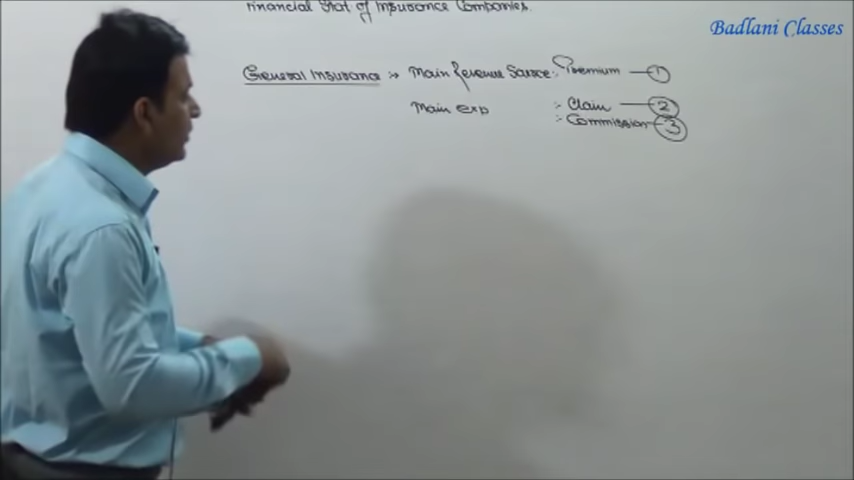 Financial Stat of Insurance Companies.
Badlani Classes
General Insurance :→ Main Revenue Source :- Premium — 1
Main exp :- Claim — 2
:- Commission — 3